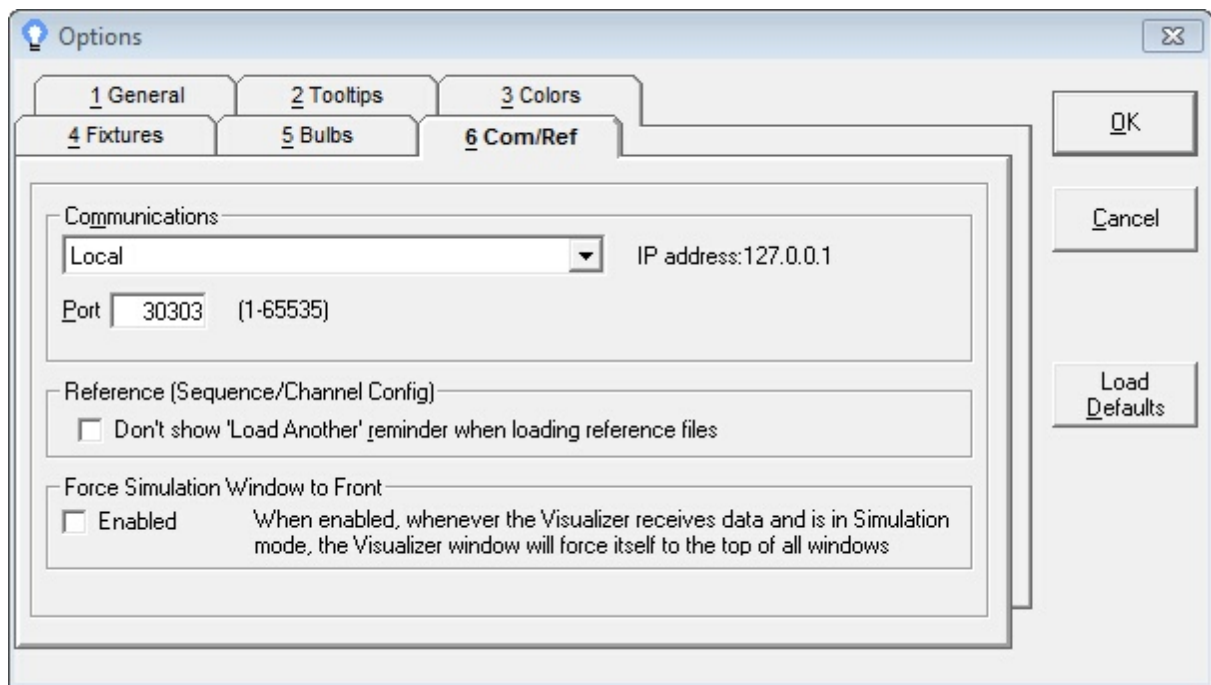 Options
1 General
2 Tooltips
3 Colors
4 Fixtures
5 Bulbs
6 Com/Ref
OK
Cancel
Load
Defaults
Communications
Local
IP address:127.0.0.1
Port 30303 (1-65535)
Reference (Sequence/Channel Config)
Don't show 'Load Another' reminder when loading reference files
Force Simulation Window to Front
Enabled
When enabled, whenever the Visualizer receives data and is in Simulation
mode, the Visualizer window will force itself to the top of all windows